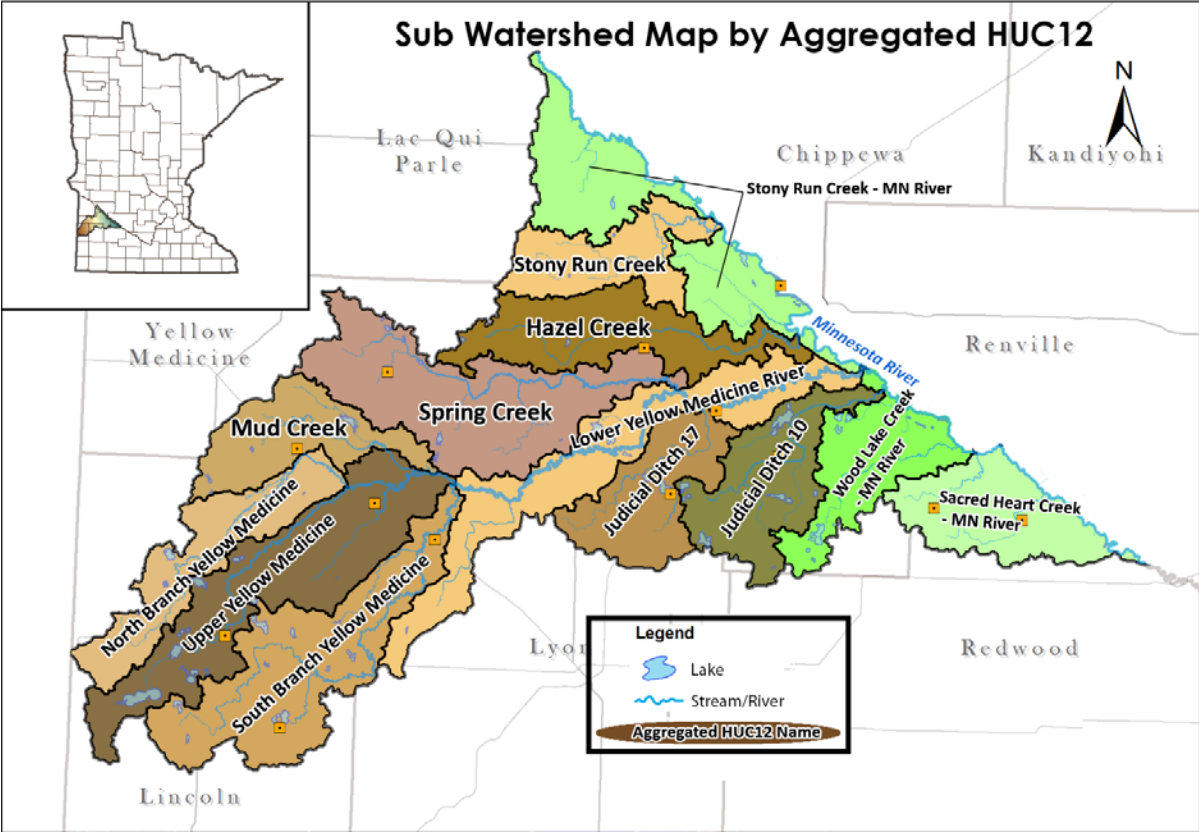 Sub Watershed Map by Aggregated HUC12
N
Lac Qui
Parle
Chippewa
Kandiyohi
Stony Run Creek - MN River
Stony Run Creek
Yellow
Medicine
Hazel Creek
Minnesota River
Renville
Spring Creek
Lower Yellow Medicine River
Mud Creek
Judicial Ditch 17
Judicial Ditch 10
Wood Lake Creek
- MN River
Sacred Heart Creek
- MN River
North Branch Yellow Medicine
Upper Yellow Medicine
South Branch Yellow Medicine
Lyon
Redwood
Lincoln
Legend
Lake
Stream/River
Aggregated HUC12 Name